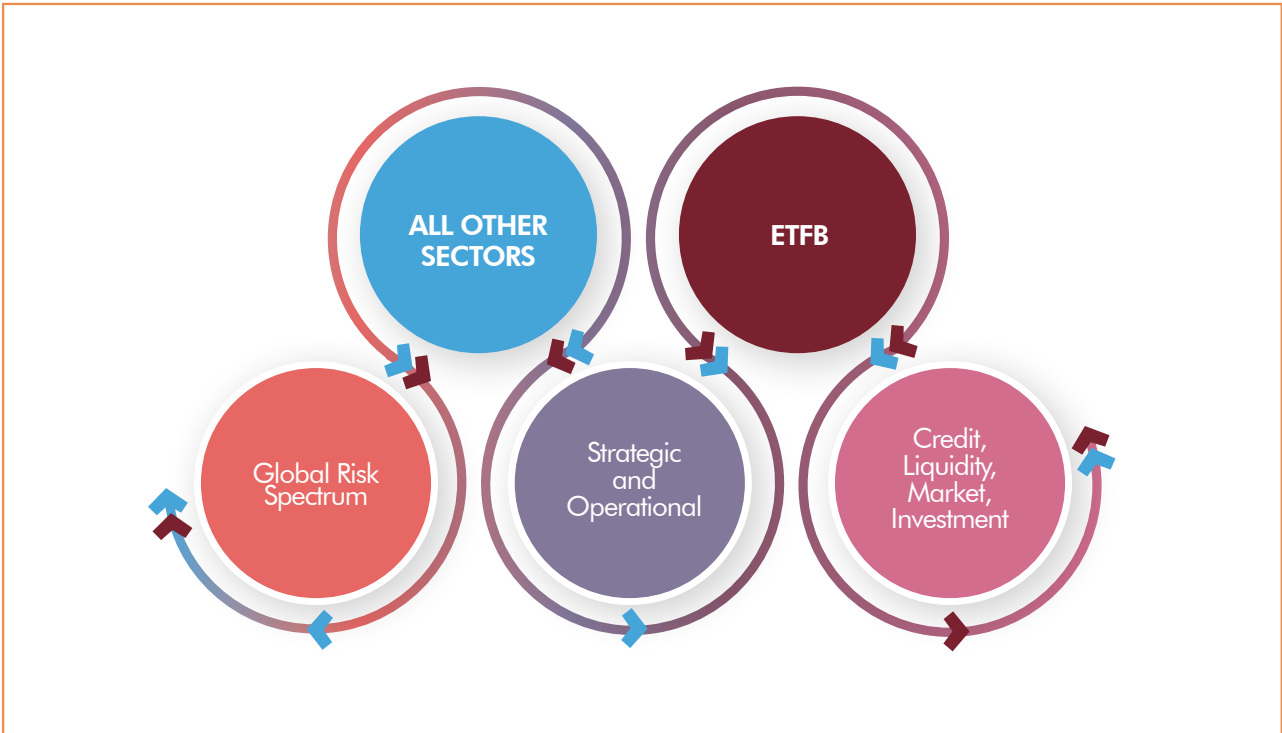 ALL OTHER
SECTORS
ETFB
Global Risk
Spectrum
Strategic
and
Operational
Credit,
Liquidity,
Market,
Investment